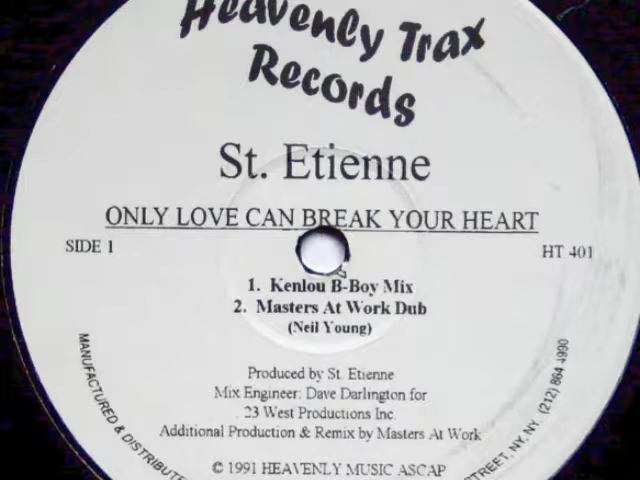 Heavenly Trax
Records
St. Etienne
ONLY LOVE CAN BREAK YOUR HEART
SIDE 1
HT 401
1. Kenlou B-Boy Mix
2. Masters At Work Dub
(Neil Young)
Produced by St. Etienne
Mix Engineer: Dave Darlington for
23 West Productions Inc.
Additional Production & Remix by Masters At Work
© 1991 HEAVENLY MUSIC ASCAP
MANUFACTURED & DISTRIBUTE
STREET, NY, NY. (212) 864 4990